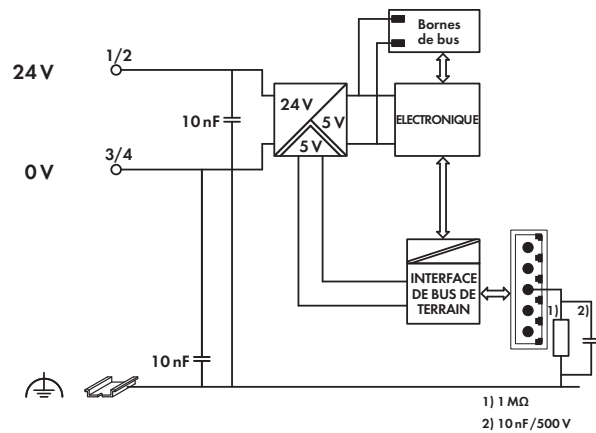 Bornes
de bus
1/2
24 V
10 nF
24 V
5 V
5 V
ELECTRONIQUE
3/4
0 V
INTERFACE
DE BUS DE
TERRAIN
1)
2)
10 nF
1) 1 MΩ
2) 10 nF/500 V